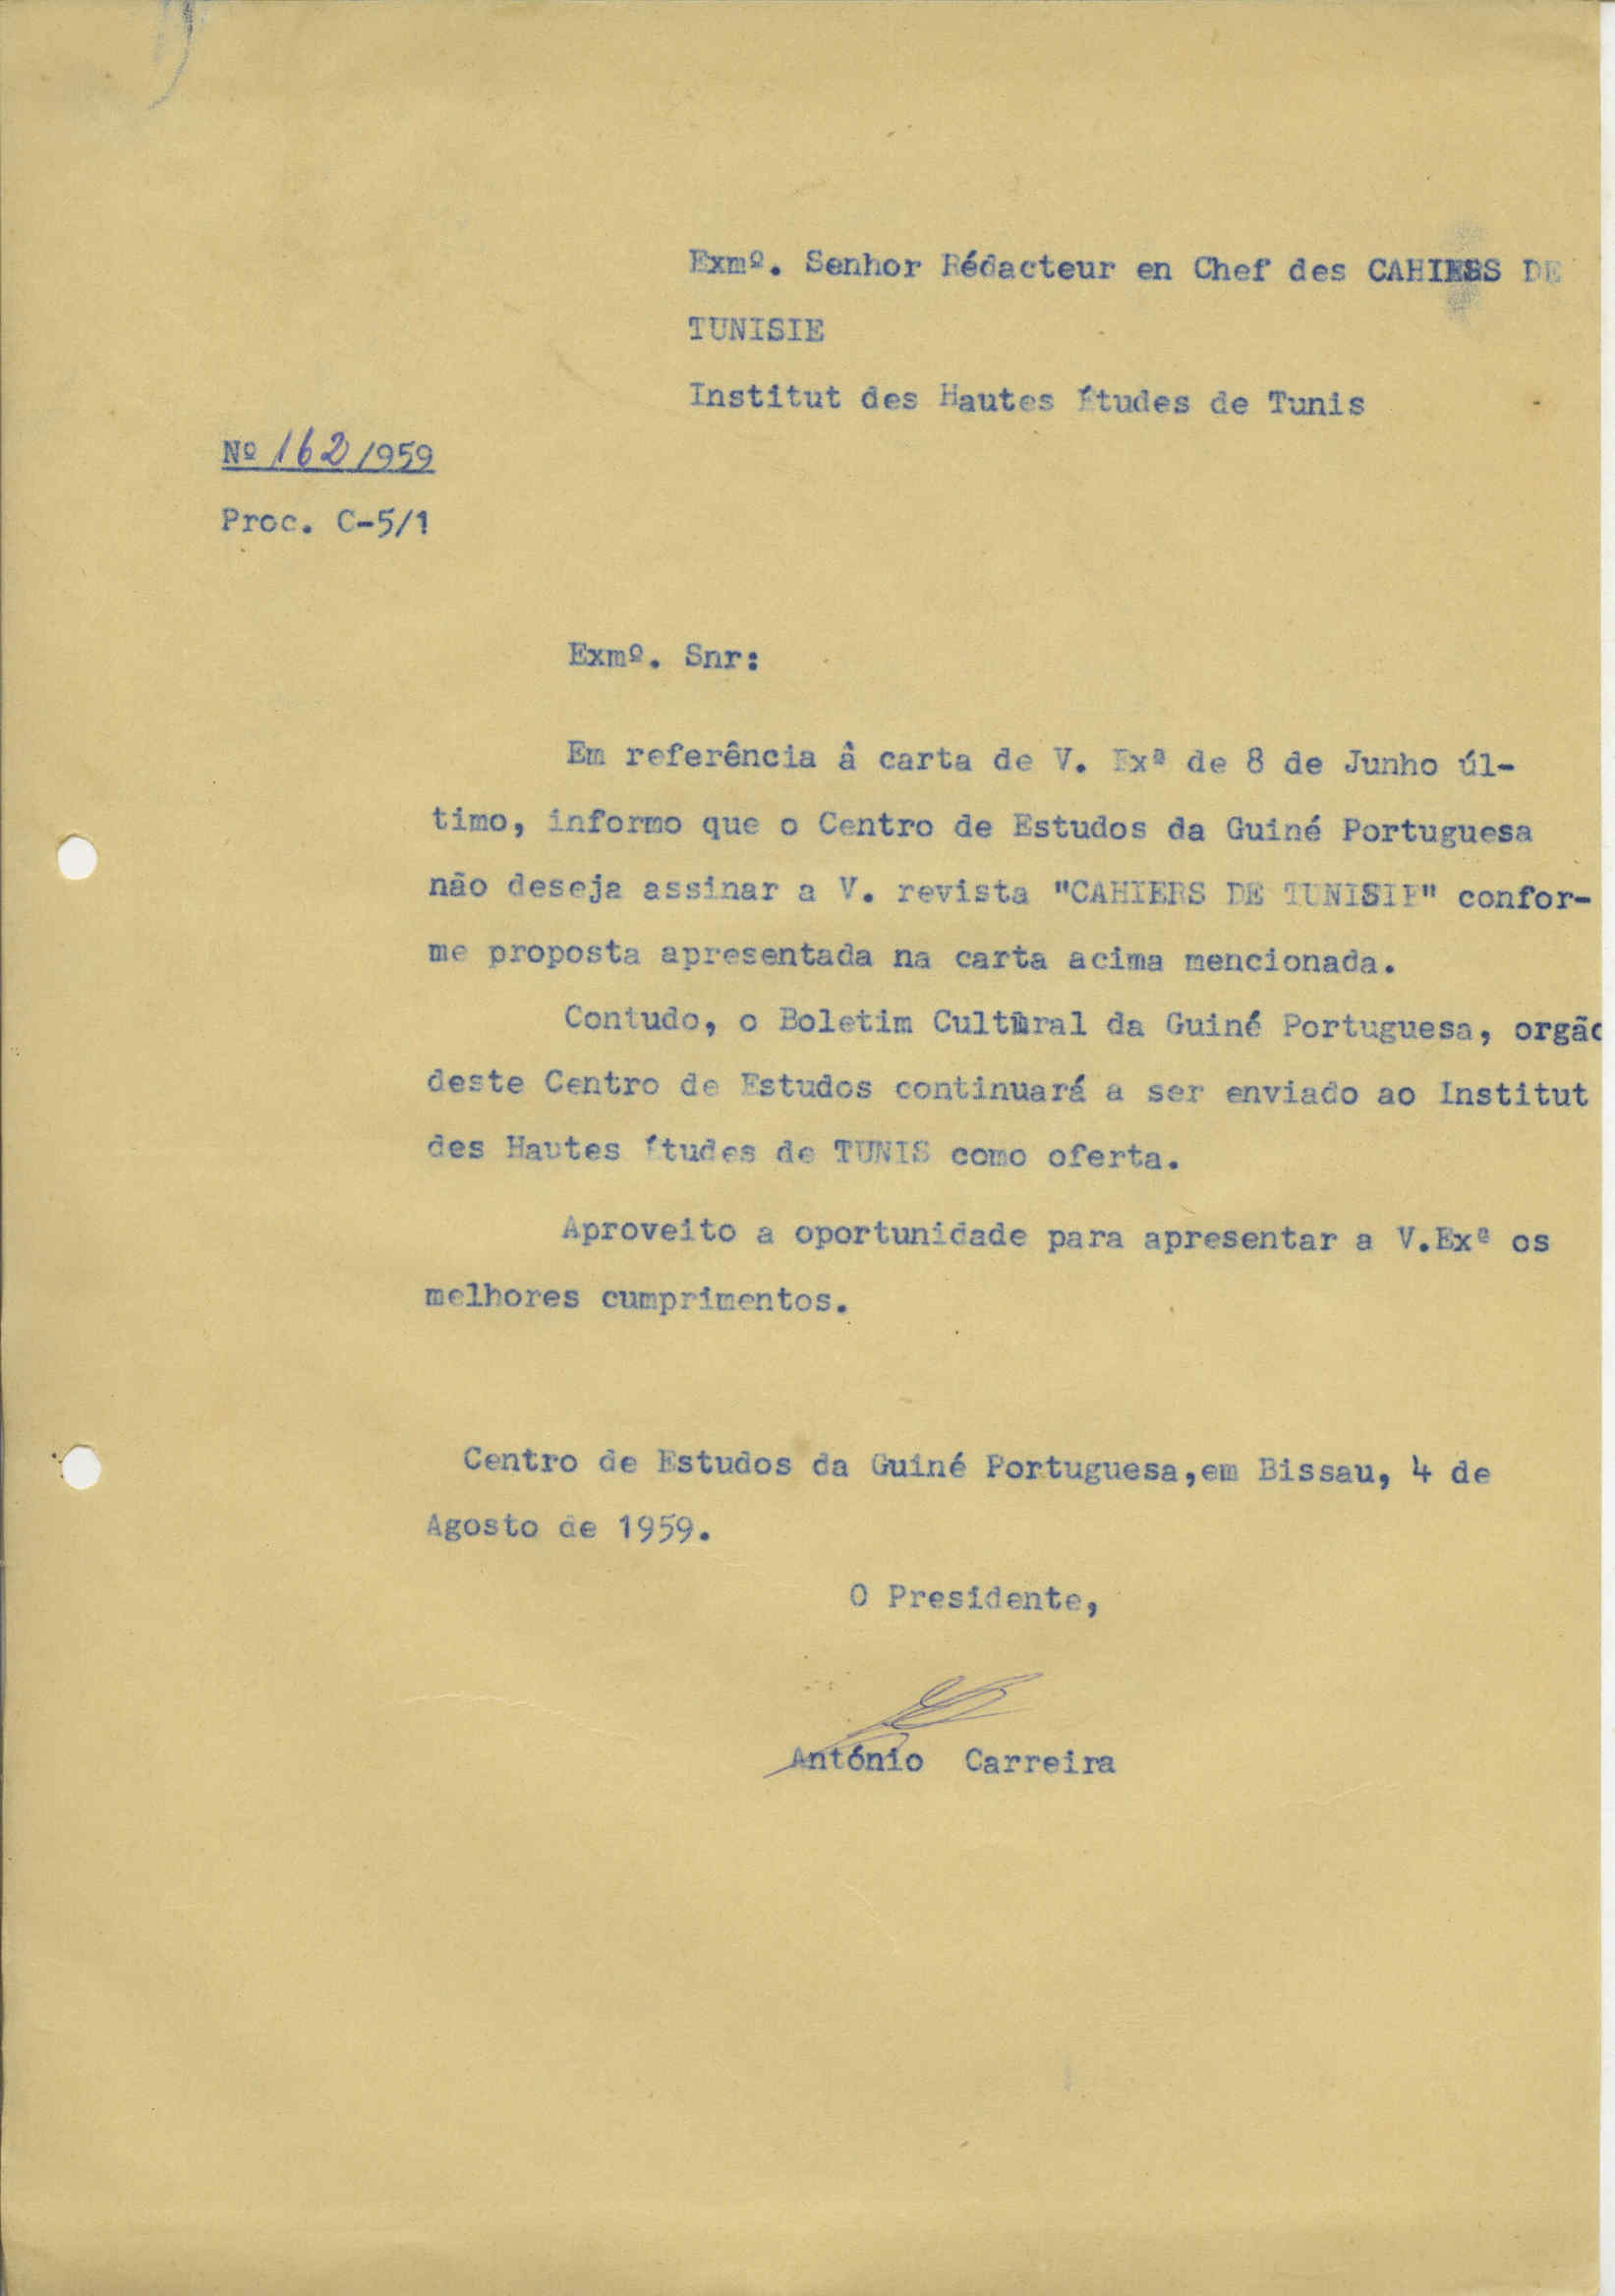 Exmº. Senhor Rédacteur en Chef des CAHIERS DE
TUNISIE
Institut des Hautes Études de Tunis
Nº 162/959
Proc. C-5/1
Exmº. Snr:
Em referência â carta de V. Exª de 8 de Junho úl-
timo, informo que o Centro de Estudos da Guiné Portuguesa
não deseja assinar a V. revista "CAHIERS DE TUNISIE" confor-
me proposta apresentada na carta acima mencionada.
Contudo, o Boletim Cultural da Guiné Portuguesa, orgão
deste Centro de Estudos continuará a ser enviado ao Institut
des Hautes Études de TUNIS como oferta.
Aproveito a oportunidade para apresentar a V.Exª os
melhores cumprimentos.
Centro de Estudos da Guiné Portuguesa,em Bissau, 4 de
Agosto de 1959.
O Presidente,
António Carreira